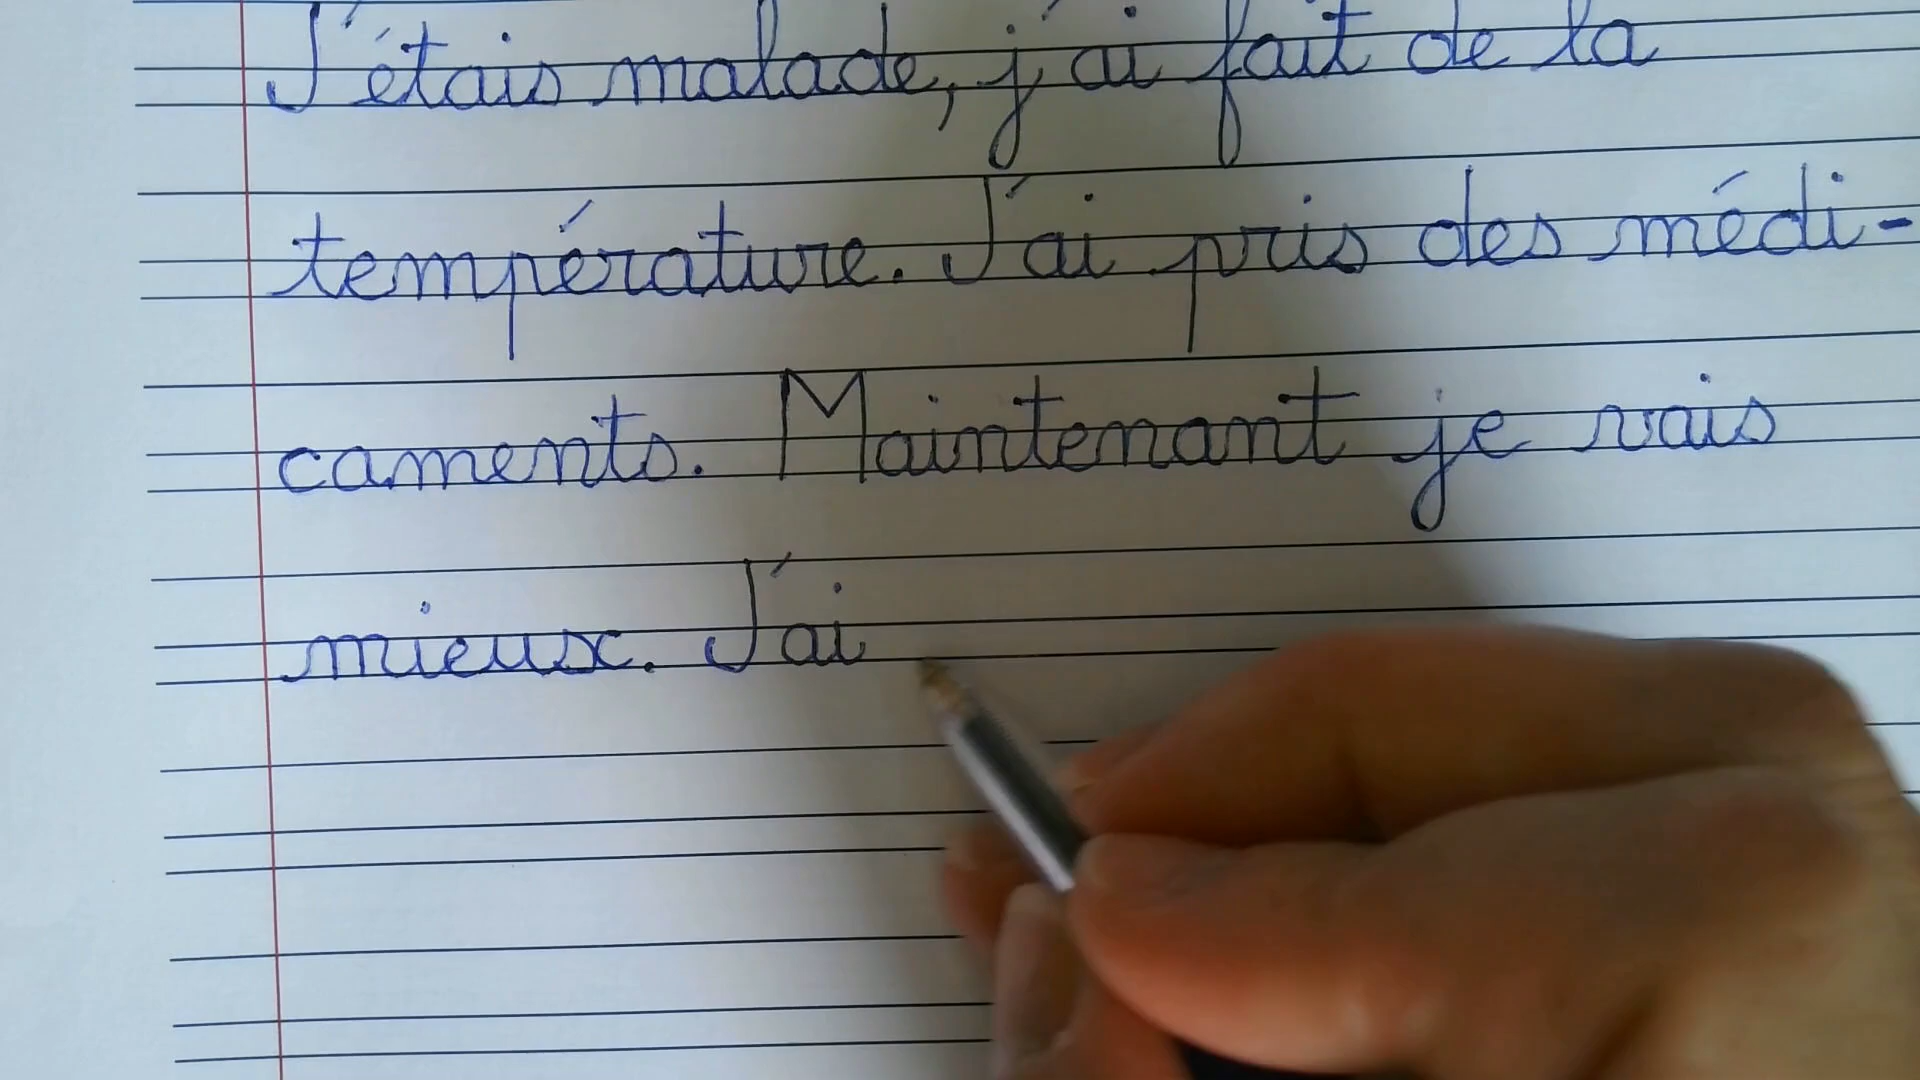 J'étais malade, j'ai fait de la
température. J'ai pris des médi-
caments. Maintenant je vais
mieux. J'ai